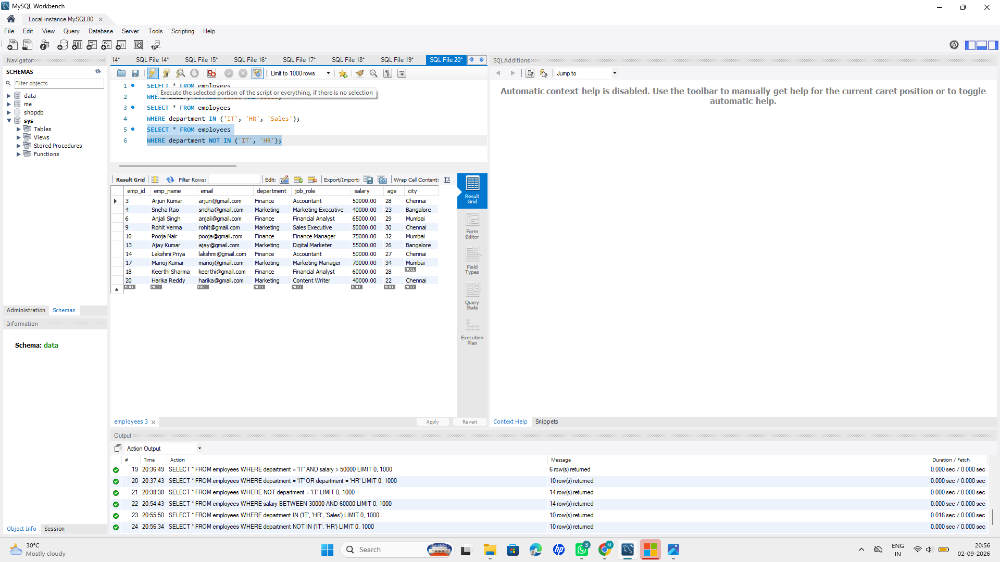 MySQL Workbench
Local instance MySQL80
File Edit View Query Database Server Tools Scripting Help
Navigator
SCHEMAS
Filter objects
data
me
shopdb
sys
Tables
Views
Stored Procedures
Functions
Administration Schemas
Information
Schema: data
Object Info Session
14* SQL File 14* SQL File 15* SQL File 16* SQL File 17* SQL File 18* SQL File 19* SQL File 20*
Limit to 1000 rows
1 SELECT * FROM employees
Execute the selected portion of the script or everything, if there is no selection
2
3 SELECT * FROM employees
4 WHERE department IN ('IT', 'HR', 'Sales');
5 SELECT * FROM employees
6 WHERE department NOT IN ('IT', 'HR');
Result Grid Filter Rows: Edit: Export/Import: Wrap Cell Content:
emp_id emp_name email department job_role salary age city
3 Arjun Kumar arjun@gmail.com Finance Accountant 50000.00 28 Chennai
4 Sneha Rao sneha@gmail.com Marketing Marketing Executive 40000.00 23 Bangalore
6 Anjali Singh anjali@gmail.com Finance Financial Analyst 65000.00 29 Mumbai
9 Rohit Verma rohit@gmail.com Marketing Sales Executive 50000.00 30 Chennai
10 Pooja Nair pooja@gmail.com Finance Finance Manager 75000.00 32 Mumbai
13 Ajay Kumar ajay@gmail.com Marketing Digital Marketer 55000.00 26 Bangalore
14 Lakshmi Priya lakshmi@gmail.com Finance Accountant 50000.00 27 Chennai
17 Manoj Kumar manoj@gmail.com Marketing Marketing Manager 70000.00 34 Mumbai
18 Keerthi Sharma keerthi@gmail.com Finance Financial Analyst 60000.00 28 NULL
20 Harika Reddy harika@gmail.com Marketing Content Writer 40000.00 22 Chennai
NULL NULL NULL NULL NULL NULL NULL NULL
Result Grid
Form Editor
Field Types
Query Stats
Execution Plan
employees 3 Apply Revert
SQLAdditions
Jump to
Automatic context help is disabled. Use the toolbar to manually get help for the current caret position or to toggle
automatic help.
Context Help Snippets
Output
Action Output
# Time Action Message Duration / Fetch
19 20:36:49 SELECT * FROM employees WHERE department = 'IT' AND salary > 50000 LIMIT 0, 1000 6 row(s) returned 0.000 sec / 0.000 sec
20 20:37:43 SELECT * FROM employees WHERE department = 'IT' OR department = 'HR' LIMIT 0, 1000 10 row(s) returned 0.000 sec / 0.000 sec
21 20:38:38 SELECT * FROM employees WHERE NOT department = 'IT' LIMIT 0, 1000 14 row(s) returned 0.000 sec / 0.000 sec
22 20:54:43 SELECT * FROM employees WHERE salary BETWEEN 30000 AND 60000 LIMIT 0, 1000 14 row(s) returned 0.000 sec / 0.000 sec
23 20:55:50 SELECT * FROM employees WHERE department IN ('IT', 'HR', 'Sales') LIMIT 0, 1000 10 row(s) returned 0.016 sec / 0.000 sec
24 20:56:34 SELECT * FROM employees WHERE department NOT IN ('IT', 'HR') LIMIT 0, 1000 10 row(s) returned 0.000 sec / 0.000 sec
30°C
Mostly cloudy
Search
3
M
ENG
IN
20:56
02-09-2026